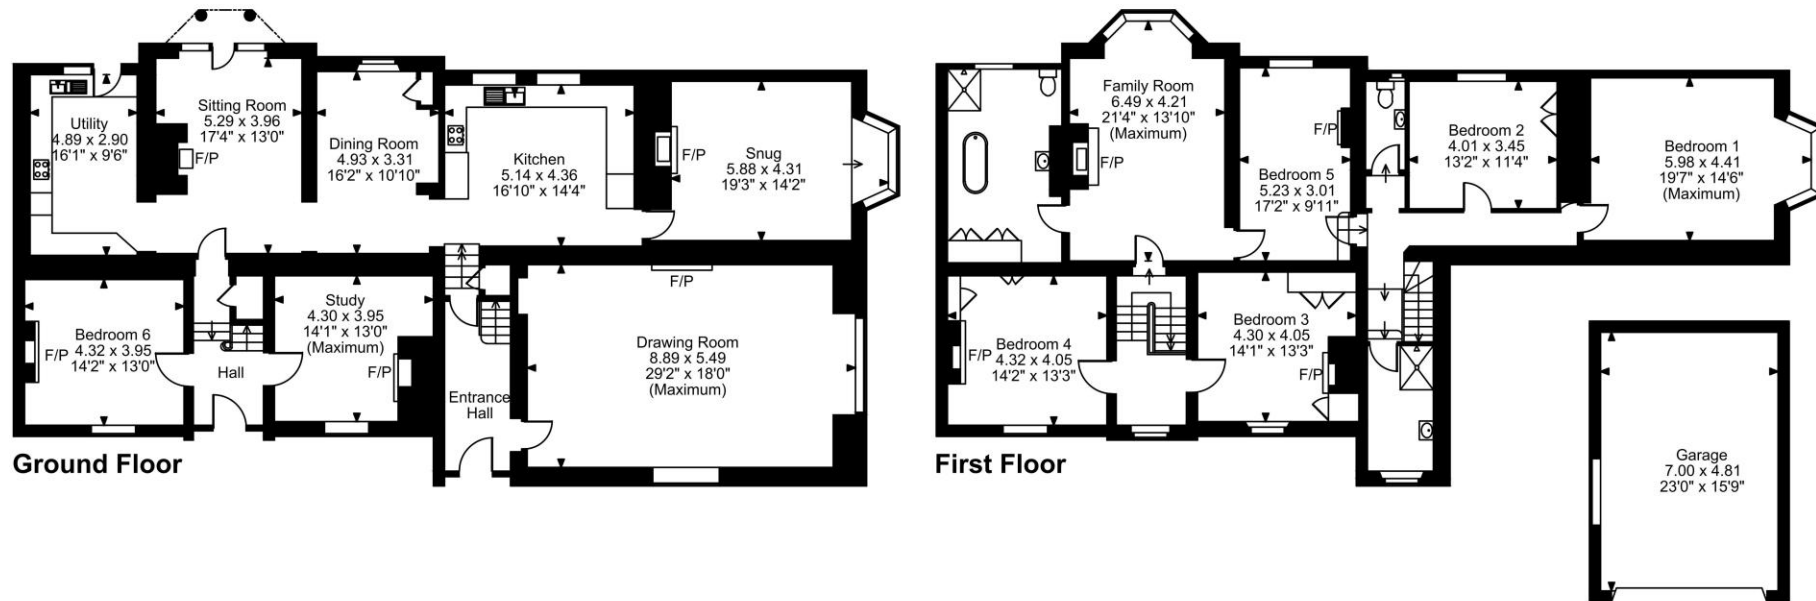 Utility
4.89 x 2.90
16'1" x 9'6"
Sitting Room
5.29 x 3.96
17'4" x 13'0"
F/P
Dining Room
4.93 x 3.31
16'2" x 10'10"
Kitchen
5.14 x 4.36
16'10" x 14'4"
F/P
Snug
5.88 x 4.31
19'3" x 14'2"
Bedroom 6
4.32 x 3.95
14'2" x 13'0"
F/P
Hall
Study
4.30 x 3.95
14'1" x 13'0"
(Maximum)
F/P
Entrance
Hall
F/P
Drawing Room
8.89 x 5.49
29'2" x 18'0"
(Maximum)
Ground Floor
Family Room
6.49 x 4.21
21'4" x 13'10"
(Maximum)
F/P
F/P
Bedroom 5
5.23 x 3.01
17'2" x 9'11"
Bedroom 2
4.01 x 3.45
13'2" x 11'4"
Bedroom 1
5.98 x 4.41
19'7" x 14'6"
(Maximum)
F/P
Bedroom 4
4.32 x 4.05
14'2" x 13'3"
Bedroom 3
4.30 x 4.05
14'1" x 13'3"
F/P
First Floor
Garage
7.00 x 4.81
23'0" x 15'9"